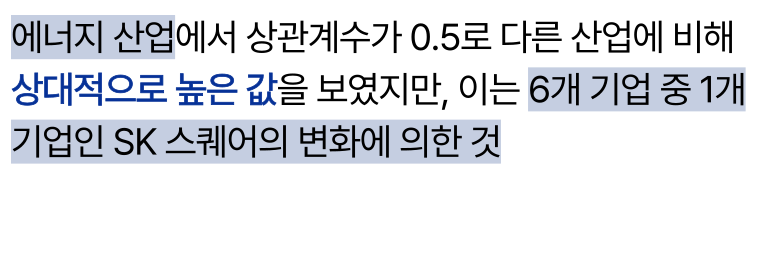 에너지 산업에서 상관계수가 0.5로 다른 산업에 비해
상대적으로 높은 값을 보였지만, 이는 6개 기업 중 1개
기업인 SK 스퀘어의 변화에 의한 것